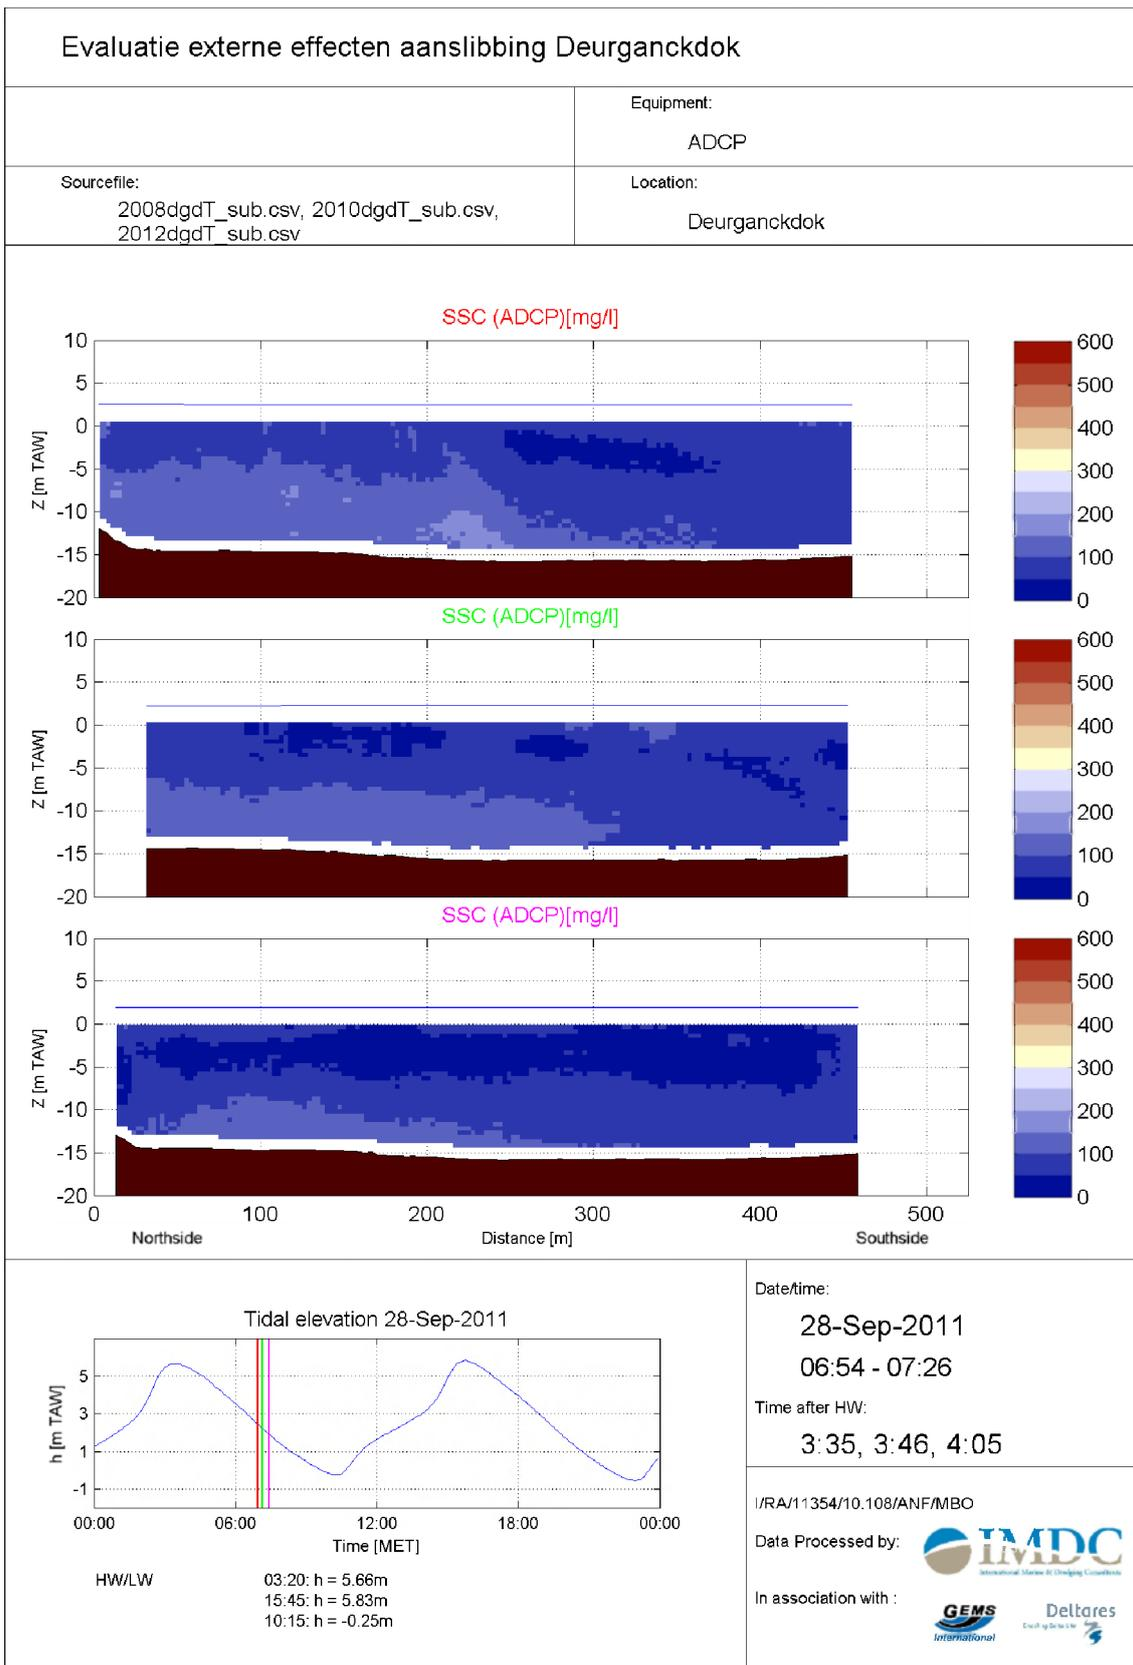 Evaluatie externe effecten aanslibbing Deurganckdok
Equipment:
ADCP
Sourcefile:
2008dgdT_sub.csv, 2010dgdT_sub.csv,
2012dgdT_sub.csv
Location:
Deurganckdok
SSC (ADCP)[mg/l]
10
5
0
-5
-10
-15
-20
Z [m TAW]
600
500
400
300
200
100
0
SSC (ADCP)[mg/l]
10
5
0
-5
-10
-15
-20
Z [m TAW]
600
500
400
300
200
100
0
SSC (ADCP)[mg/l]
10
5
0
-5
-10
-15
-20
Z [m TAW]
600
500
400
300
200
100
0
0 100 200 300 400 500
Northside Distance [m] Southside
Tidal elevation 28-Sep-2011
5
3
1
-1
h [m TAW]
00:00 06:00 12:00 18:00 00:00
Time [MET]
HW/LW 03:20: h = 5.66m
15:45: h = 5.83m
10:15: h = -0.25m
Date/time:
28-Sep-2011
06:54 - 07:26
Time after HW:
3:35, 3:46, 4:05
I/RA/11354/10.108/ANF/MBO
Data Processed by:
IMDC
International Marine & Dredging Consultants
In association with :
GEMS
International
Deltares